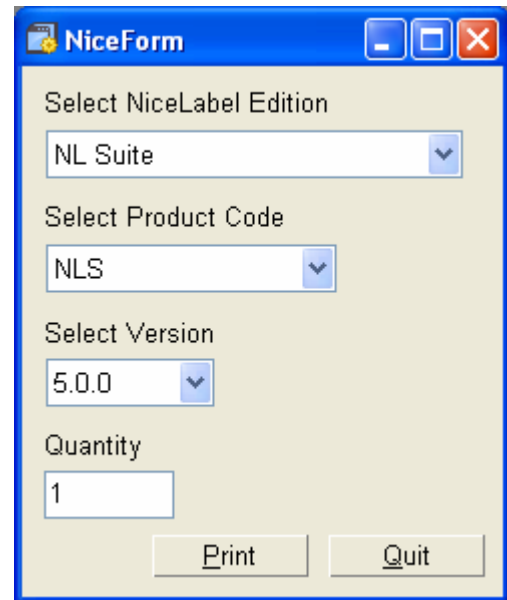 NiceForm
Select NiceLabel Edition
NL Suite
Select Product Code
NLS
Select Version
5.0.0
Quantity
1
Print Quit